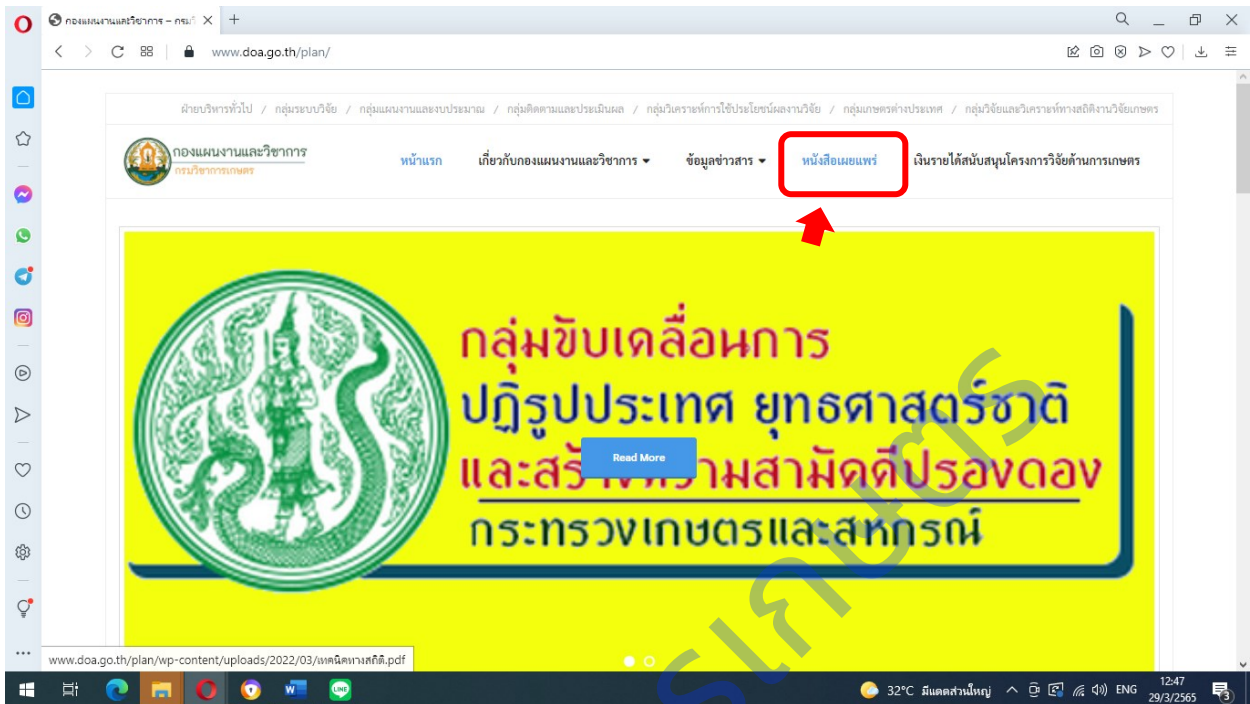 กองแผนงานและวิชาการ – กรมวิ
www.doa.go.th/plan/
ฝ่ายบริหารทั่วไป / กลุ่มระบบวิจัย / กลุ่มแผนงานและงบประมาณ / กลุ่มติดตามและประเมินผล / กลุ่มวิเคราะห์การใช้ประโยชน์ผลงานวิจัย / กลุ่มเกษตรต่างประเทศ / กลุ่มวิจัยและวิเคราะห์ทางสถิติงานวิจัยเกษตร
กองแผนงานและวิชาการ
กรมวิชาการเกษตร
หน้าแรก เกี่ยวกับกองแผนงานและวิชาการ ข้อมูลข่าวสาร หนังสือเผยแพร่ เงินรายได้สนับสนุนโครงการวิจัยด้านการเกษตร
กลุ่มขับเคลื่อนการ
ปฏิรูปประเทศ ยุทธศาสตร์ชาติ
และสร้างความสามัคคีปรองดอง
Read More
กระทรวงเกษตรและสหกรณ์
www.doa.go.th/plan/wp-content/uploads/2022/03/เทคนิคทางสถิติ.pdf
32°C มีแดดส่วนใหญ่ ENG 12:47
29/3/2565
3